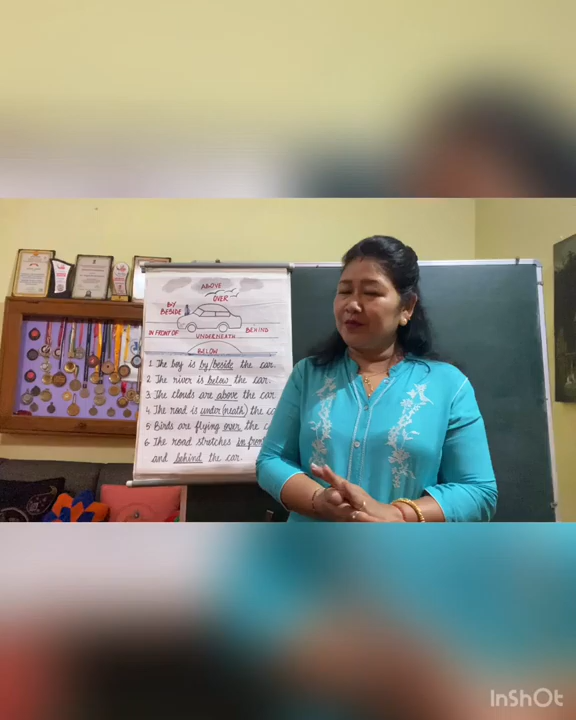 ABOVE
OVER
BY
BESIDE
IN FRONT OF
BEHIND
UNDERNEATH
BELOW
1. The boy is by/beside the car.
2. The river is below the car.
3. The clouds are above the car
4. The road is under(neath) the
5. Birds are flying over the
6. The road stretches in front
and behind the car.
InShOt